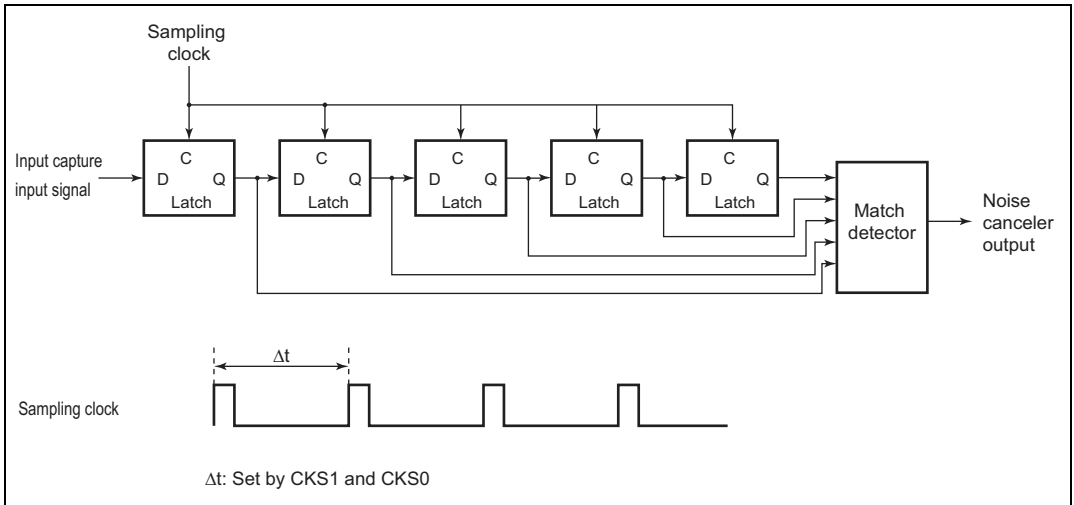 Sampling
clock
Input capture
input signal
C
D Q
Latch
C
D Q
Latch
C
D Q
Latch
C
D Q
Latch
C
D Q
Latch
Match
detector
Noise
canceler
output
Δt
Sampling clock
Δt: Set by CKS1 and CKS0